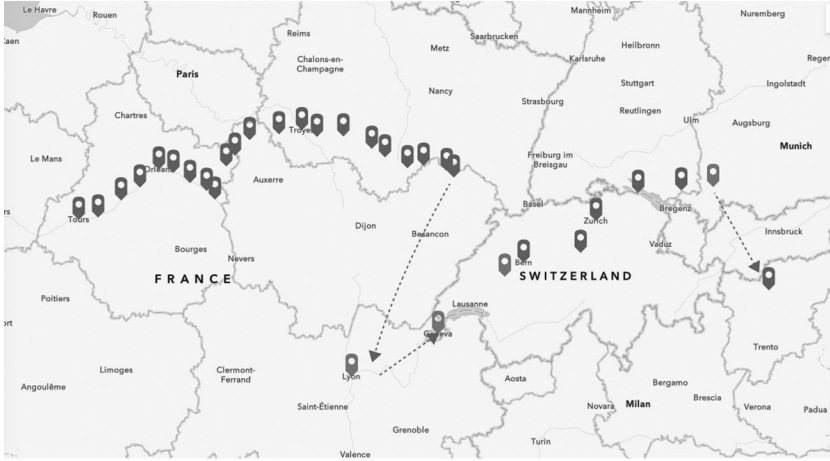 Le Havre
Rouen
Mannheim
Nuremberg
Caen
Reims
Saarbrucken
Heilbronn
Metz
Karlsruhe
Regen
Chalons-en-
Champagne
Paris
Stuttgart
Ingolstadt
Nancy
Strasbourg
Reutlingen
Chartres
Ulm
Augsburg
Troyes
Munich
Le Mans
Orleans
Freiburg im
Breisgau
Auxerre
Basel
Bregenz
Tours
Zurich
Dijon
Besancon
Innsbruck
Vaduz
Bourges
Nevers
Bern
FRANCE
SWITZERLAND
Poitiers
Lausanne
ort
Geneva
Trento
Limoges
Clermont-
Ferrand
Lyon
Aosta
Bergamo
Angoulême
Brescia
Saint-Étienne
Novara
Milan
Verona
Padua
Grenoble
Turin
Valence